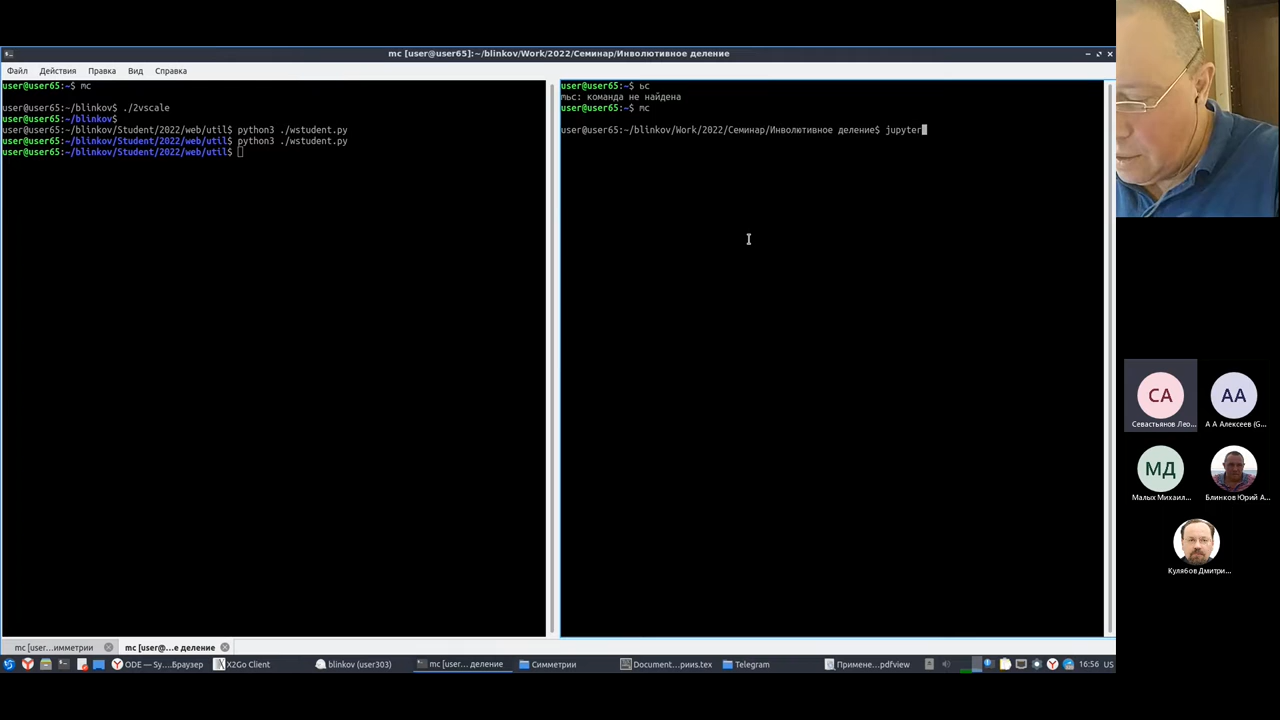 mc [user@user65]:~/blinkov/Work/2022/Семинар/Инволютивное деление
Файл Действия Правка Вид Справка
user@user65:~$ mc
user@user65:~/blinkov$ ./2vscale
user@user65:~/blinkov$
user@user65:~/blinkov/Student/2022/web/util$ python3 ./wstudent.py
user@user65:~/blinkov/Student/2022/web/util$ python3 ./wstudent.py
user@user65:~/blinkov/Student/2022/web/util$
user@user65:~$ ьс
mьс: команда не найдена
user@user65:~$ mc
user@user65:~/blinkov/Work/2022/Семинар/Инволютивное деление$ jupyter
СА
Севастьянов Лео...
АА
А А Алексеев (G...
МД
Малых Михаил...
Блинков Юрий А...
Кулябов Дмитри...
mc [user...имметрии
mc [user@...е деление
ODE — Sy...Браузер
X2Go Client
blinkov (user303)
mc [user... деление
Симметрии
Document...рииs.tex
Telegram
Примене...pdfview
16:56 US